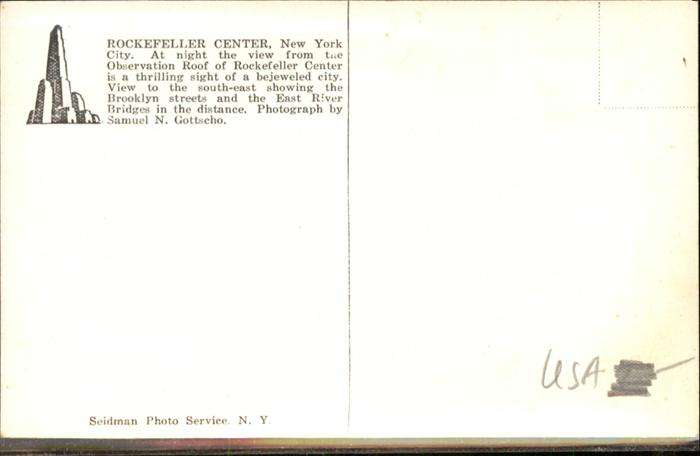 ROCKEFELLER CENTER, New York
City. At night the view from the
Observation Roof of Rockefeller Center
is a thrilling sight of a bejeweled city.
View to the south-east showing the
Brooklyn streets and the East River
Bridges in the distance. Photograph by
Samuel N. Gottscho.
USA
Seidman Photo Service. N. Y.